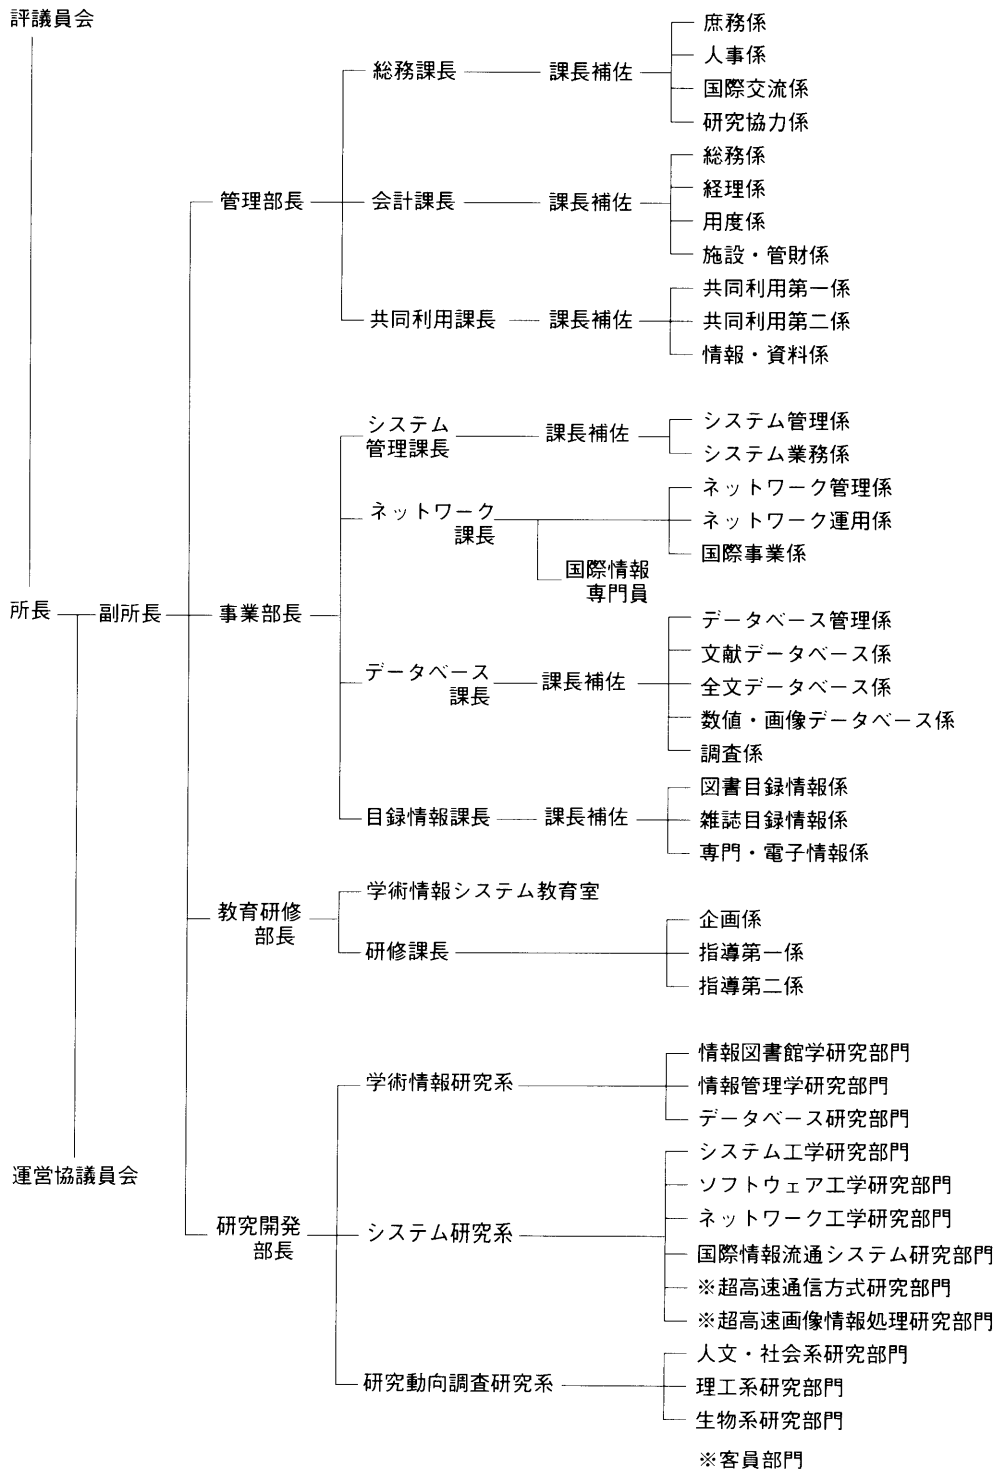 評議員会
所長
副所長
運営協議員会
管理部長
総務課長
課長補佐
庶務係
人事係
国際交流係
研究協力係
会計課長
課長補佐
総務係
経理係
用度係
施設・管財係
共同利用課長
課長補佐
共同利用第一係
共同利用第二係
情報・資料係
事業部長
システム
管理課長
課長補佐
システム管理係
システム業務係
ネットワーク
課長
国際情報
専門員
ネットワーク管理係
ネットワーク運用係
国際事業係
データベース
課長
課長補佐
データベース管理係
文献データベース係
全文データベース係
数値・画像データベース係
調査係
目録情報課長
課長補佐
図書目録情報係
雑誌目録情報係
専門・電子情報係
教育研修
部長
学術情報システム教育室
研修課長
企画係
指導第一係
指導第二係
研究開発
部長
学術情報研究系
情報図書館学研究部門
情報管理学研究部門
データベース研究部門
システム研究系
システム工学研究部門
ソフトウェア工学研究部門
ネットワーク工学研究部門
国際情報流通システム研究部門
※超高速通信方式研究部門
※超高速画像情報処理研究部門
研究動向調査研究系
人文・社会系研究部門
理工系研究部門
生物系研究部門
※客員部門